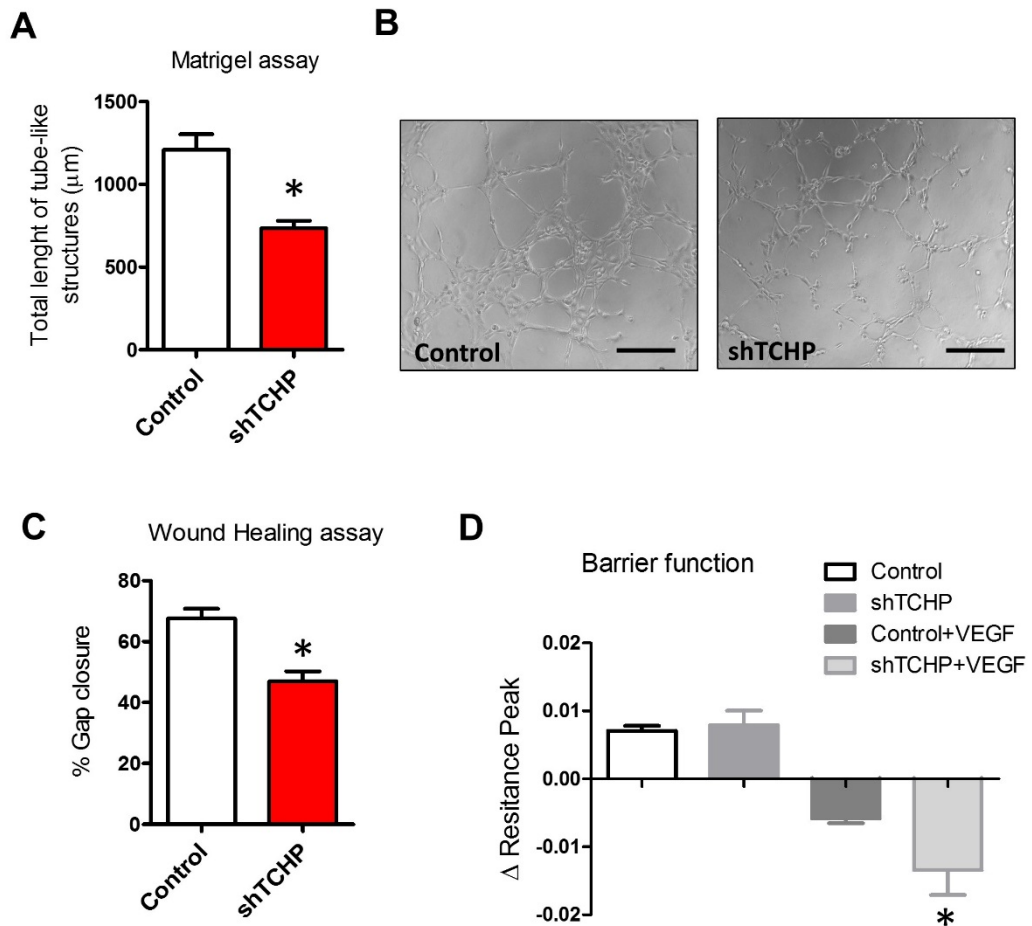 A
Matrigel assay
Total lenght of tube-like
structures (μm)
1500
1000
500
0
Control
shTCHP
*
B
Control
shTCHP
C
Wound Healing assay
% Gap closure
80
60
40
20
0
Control
shTCHP
*
D
Barrier function
Control
shTCHP
Control+VEGF
shTCHP+VEGF
Δ Resitance Peak
0.02
0.01
0.00
-0.01
-0.02
*